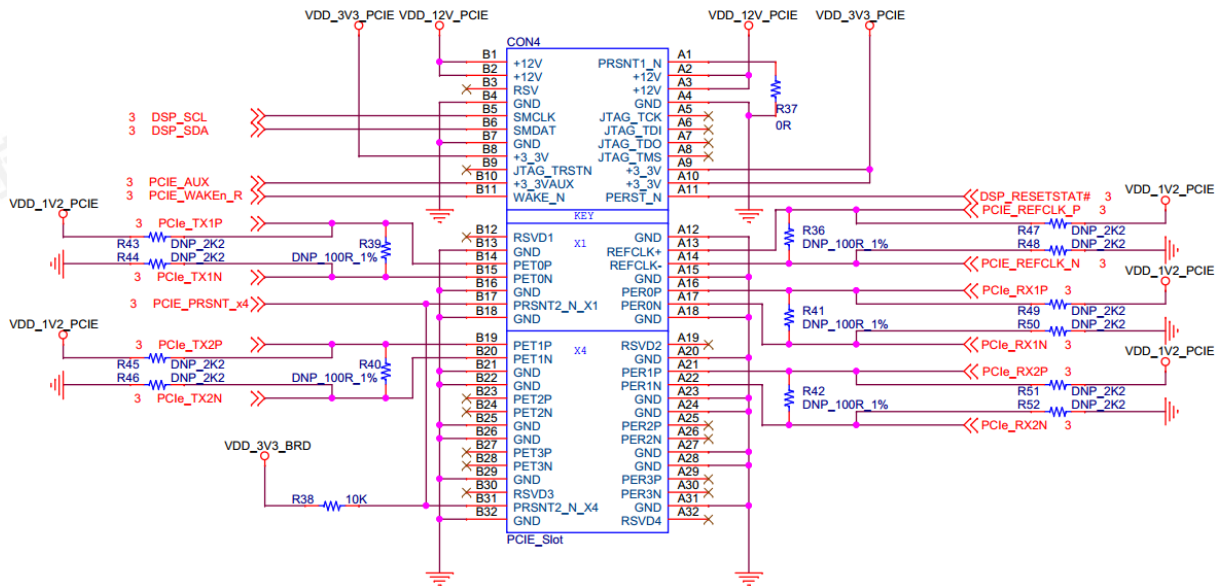 VDD_3V3_PCIE VDD_12V_PCIE VDD_12V_PCIE VDD_3V3_PCIE
CON4
B1 +12V PRSNT1_N A1
B2 +12V +12V A2
B3 RSV +12V A3
B4 GND GND A4
R37
0R
3 DSP_SCL B5 SMCLK JTAG_TCK A5
3 DSP_SDA B6 SMDAT JTAG_TDI A6
B7 GND JTAG_TDO A7
B8 +3_3V JTAG_TMS A8
B9 JTAG_TRSTN +3_3V A9
3 PCIE_AUX B10 +3_3VAUX +3_3V A10
3 PCIE_WAKEn_R B11 WAKE_N PERST_N A11 DSP_RESETSTAT# 3
VDD_1V2_PCIE KEY VDD_1V2_PCIE
PCIE_REFCLK_P 3
3 PCIe_TX1P
B12 RSVD1 X1 GND A12
R43 DNP_2K2 R39 B13 GND REFCLK+ A13 R36 R47 DNP_2K2
R44 DNP_2K2 DNP_100R_1% B14 PET0P REFCLK- A14 DNP_100R_1% R48 DNP_2K2
3 PCIe_TX1N B15 PET0N GND A15 PCIE_REFCLK_N 3
VDD_1V2_PCIE
B16 GND PER0P A16 PCIe_RX1P 3
3 PCIE_PRSNT_x4 B17 PRSNT2_N_X1 PER0N A17 R49 DNP_2K2
B18 GND GND A18 R41 DNP_100R_1% R50 DNP_2K2
VDD_1V2_PCIE
3 PCIe_TX2P B19 PET1P RSVD2 A19 PCIe_RX1N 3
VDD_1V2_PCIE
R45 DNP_2K2 R40 B20 PET1N X4 GND A20
B21 GND PER1P A21 PCIe_RX2P 3
R46 DNP_2K2 DNP_100R_1% B22 GND PER1N A22 R42 R51 DNP_2K2
3 PCIe_TX2N B23 PET2P GND A23 DNP_100R_1% R52 DNP_2K2
B24 PET2N GND A24
B25 GND PER2P A25 PCIe_RX2N 3
B26 GND PER2N A26
VDD_3V3_BRD
B27 PET3P GND A27
B28 PET3N GND A28
B29 GND PER3P A29
B30 RSVD3 PER3N A30
R38 10K B31 PRSNT2_N_X4 GND A31
B32 GND RSVD4 A32
PCIE_Slot